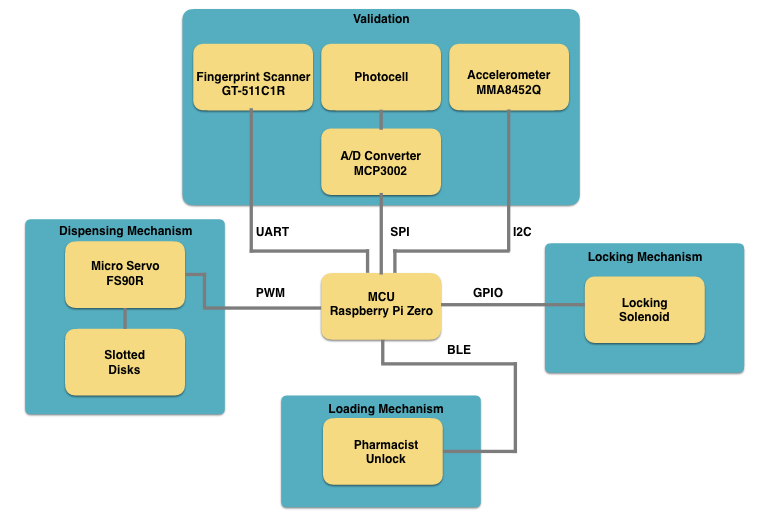 Validation
Fingerprint Scanner
GT-511C1R
Photocell
Accelerometer
MMA8452Q
A/D Converter
MCP3002
UART
SPI
I2C
Dispensing Mechanism
Micro Servo
FS90R
Slotted
Disks
PWM
MCU
Raspberry Pi Zero
GPIO
Locking Mechanism
Locking
Solenoid
BLE
Loading Mechanism
Pharmacist
Unlock